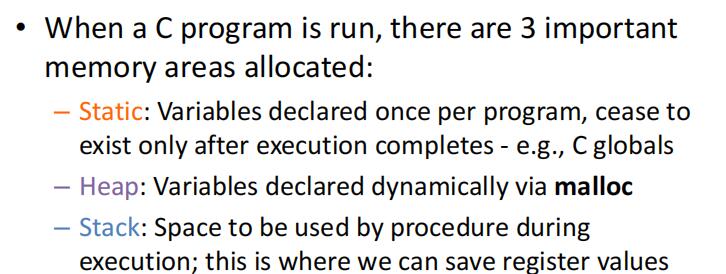 • When a C program is run, there are 3 important
memory areas allocated:
– Static: Variables declared once per program, cease to
exist only after execution completes - e.g., C globals
– Heap: Variables declared dynamically via malloc
– Stack: Space to be used by procedure during
execution; this is where we can save register values